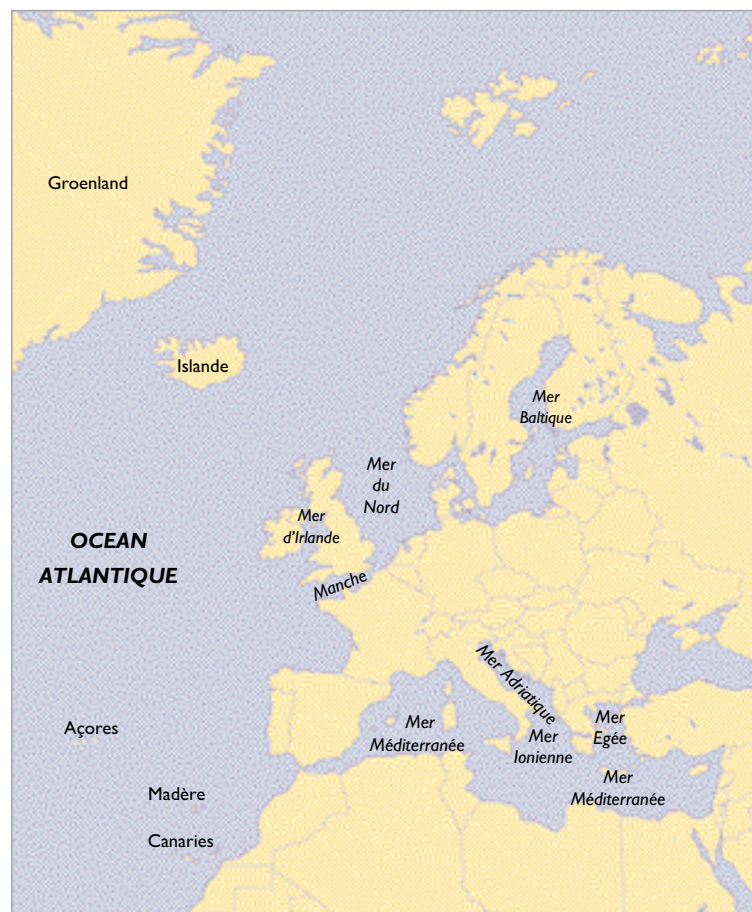 Groenland
Islande
Mer
Baltique
Mer
du
Nord
Mer
d'Irlande
OCEAN
ATLANTIQUE
Manche
Mer Adriatique
Açores
Mer
Méditerranée
Mer
Ionienne
Mer
Egée
Mer
Méditerranée
Madère
Canaries